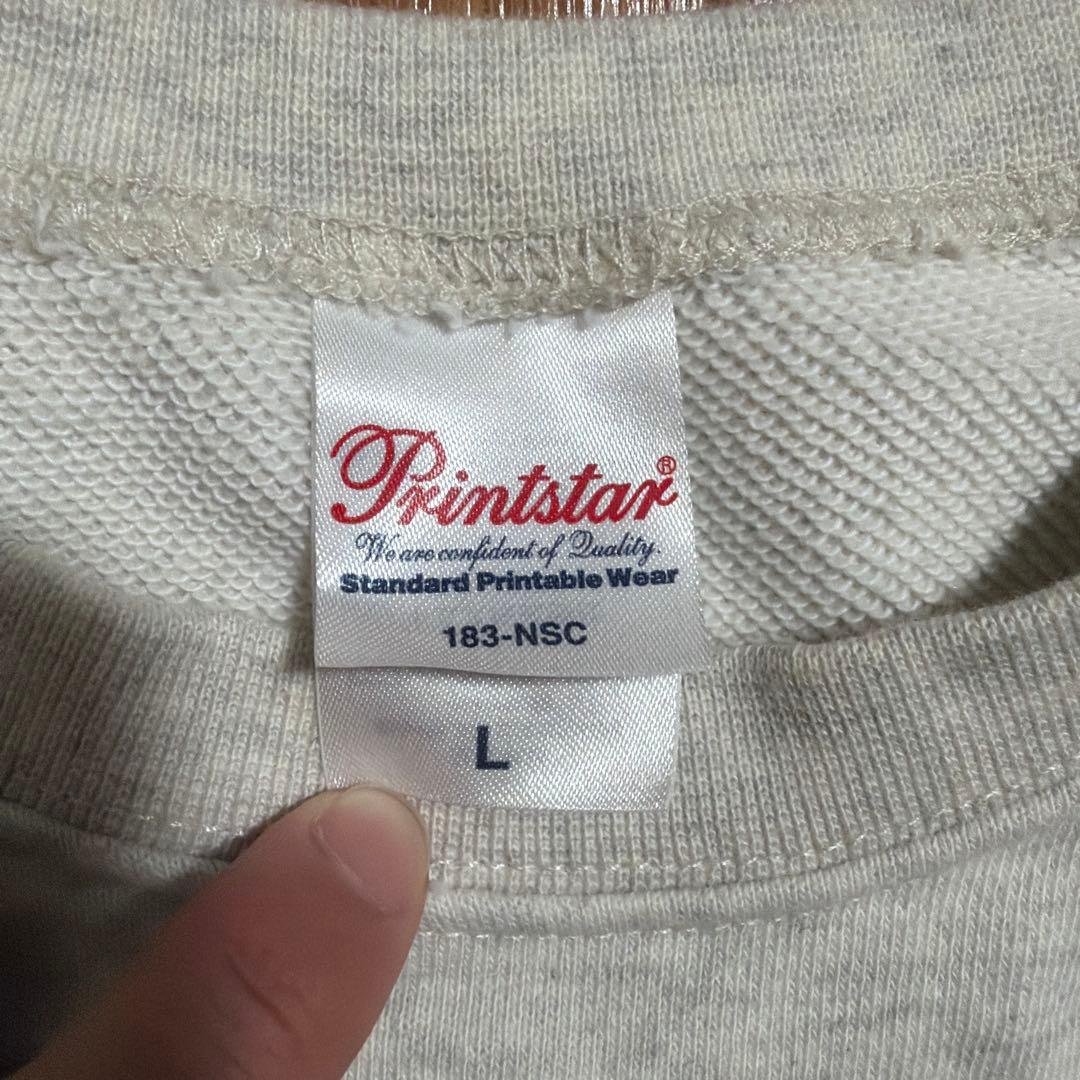 Printstar®
We are confident of Quality.
Standard Printable Wear
183-NSC
L